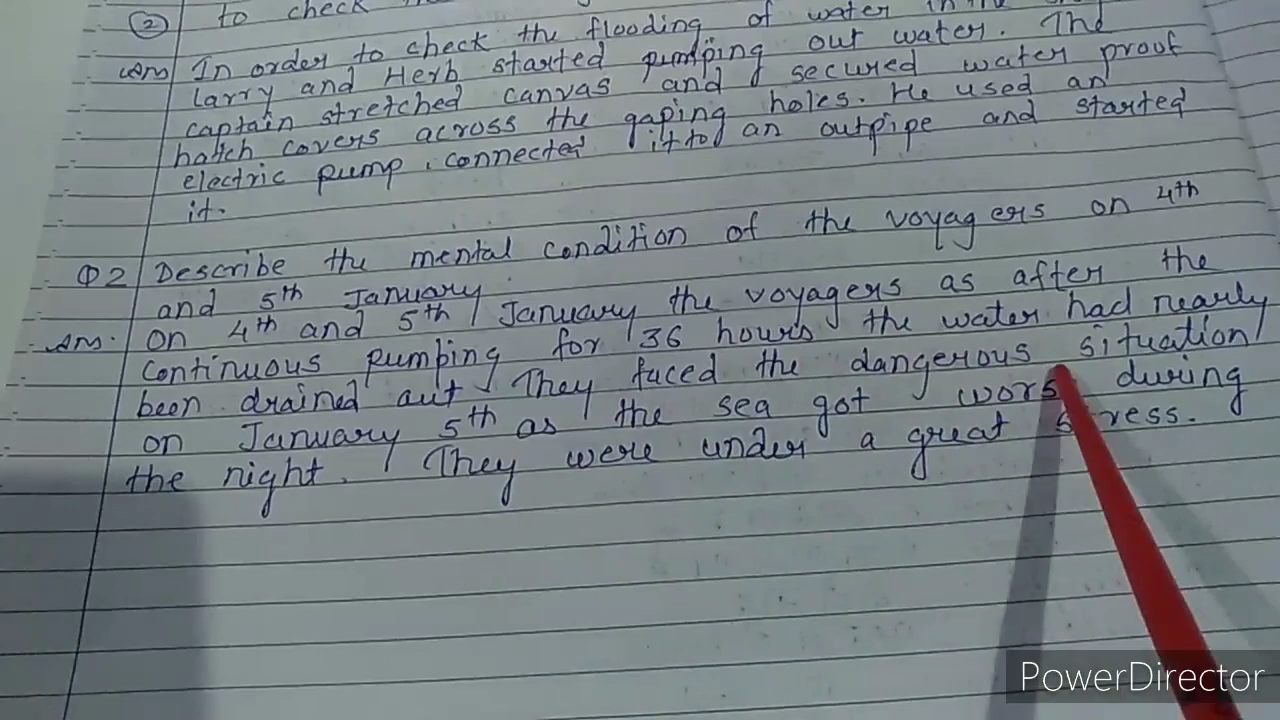 ② to check the
Ans In order to check the flooding of water in the
Larry and Herb started pumping out water. The
captain stretched canvas and secured water proof
hatch covers across the gaping holes. He used an
electric pump, connected it to an outpipe and started
it.
Q2 Describe the mental condition of the voyagers on 4th
and 5th January.
Ans. On 4th and 5th January the voyagers as after the
continuous pumping for 36 hours the water had nearly
been drained out. They faced the dangerous situation
on January 5th as the sea got wors during
the night. They were under a great stress.
PowerDirector